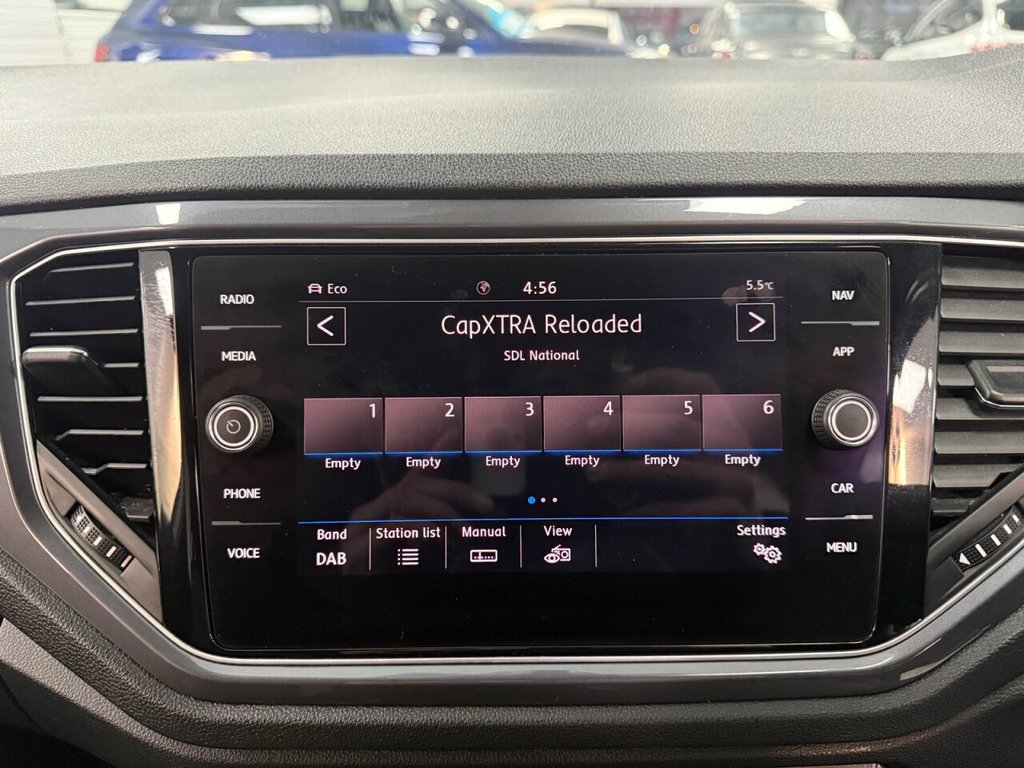 RADIO
MEDIA
PHONE
VOICE
Eco
4:56
5.5°C
<
CapXTRA Reloaded
>
SDL National
1 2 3 4 5 6
Empty Empty Empty Empty Empty Empty
Band Station list Manual View Settings
DAB
NAV
APP
CAR
MENU